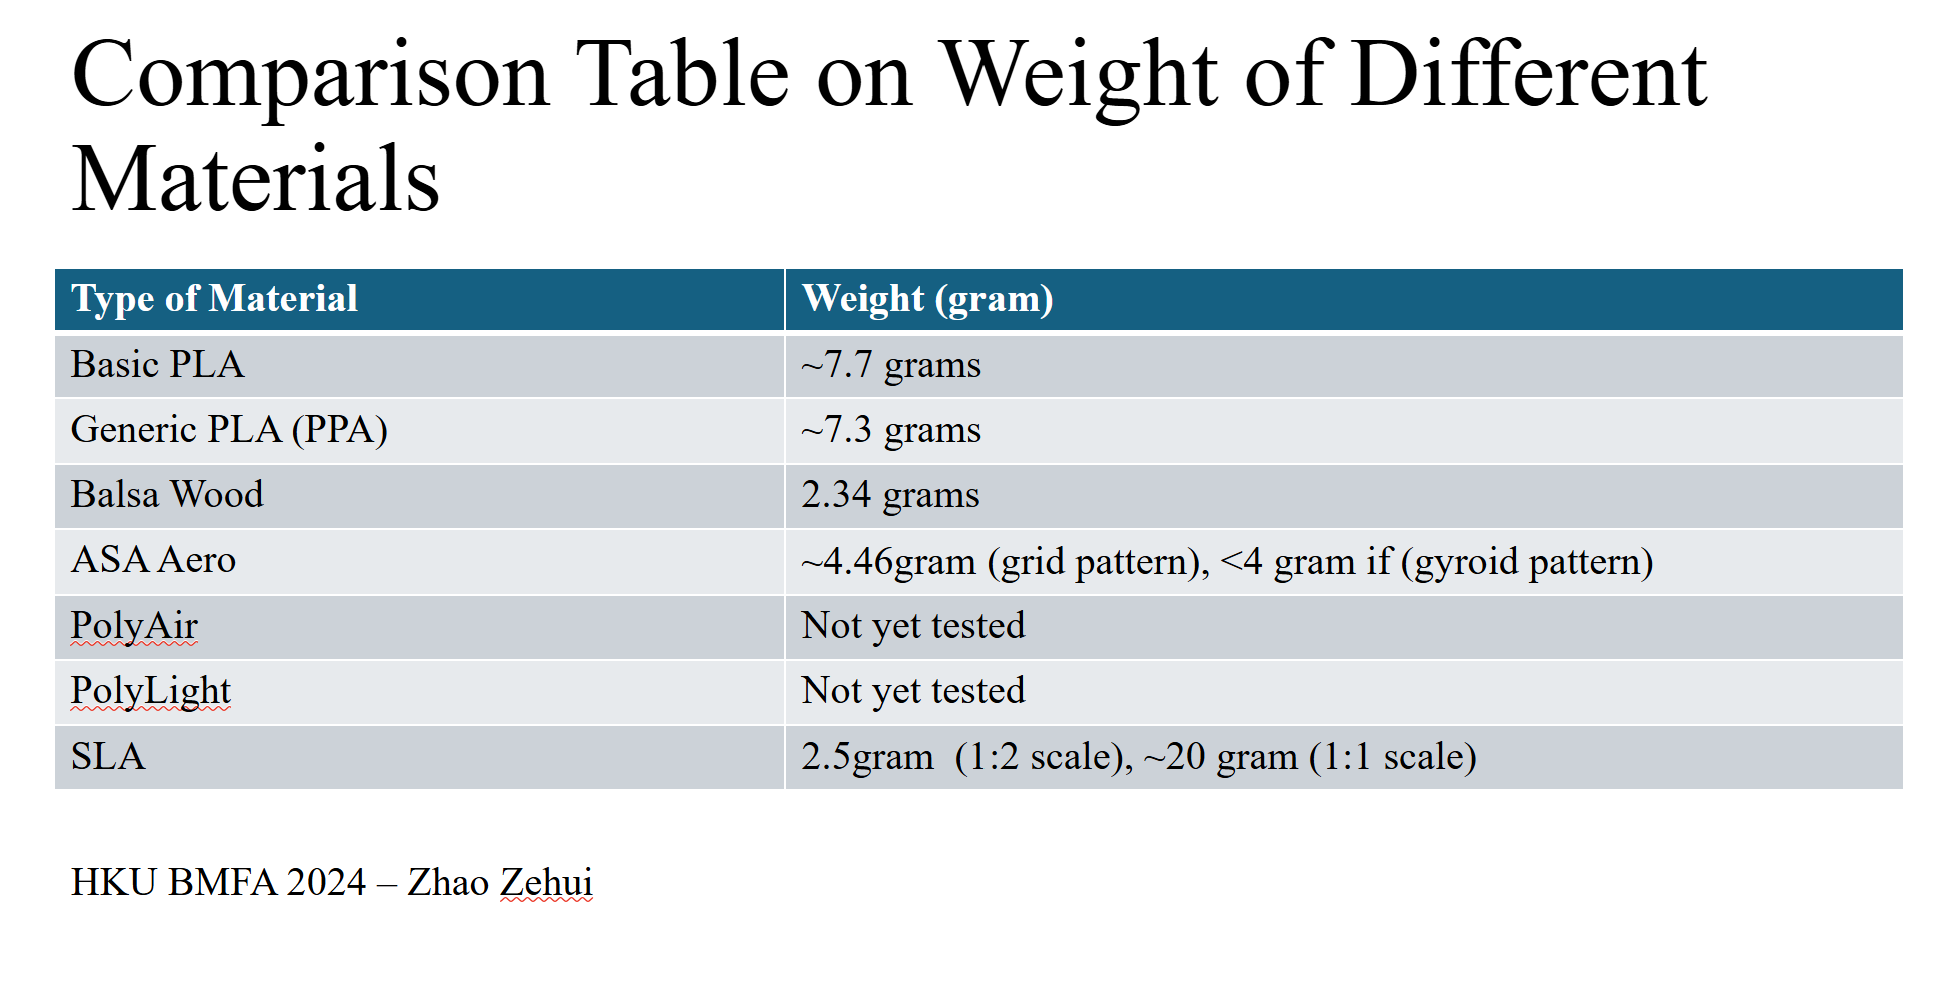 Comparison Table on Weight of Different
Materials
Type of Material Weight (gram)
Basic PLA ~7.7 grams
Generic PLA (PPA) ~7.3 grams
Balsa Wood 2.34 grams
ASA Aero ~4.46gram (grid pattern), <4 gram if (gyroid pattern)
PolyAir Not yet tested
PolyLight Not yet tested
SLA 2.5gram  (1:2 scale), ~20 gram (1:1 scale)
HKU BMFA 2024 – Zhao Zehui